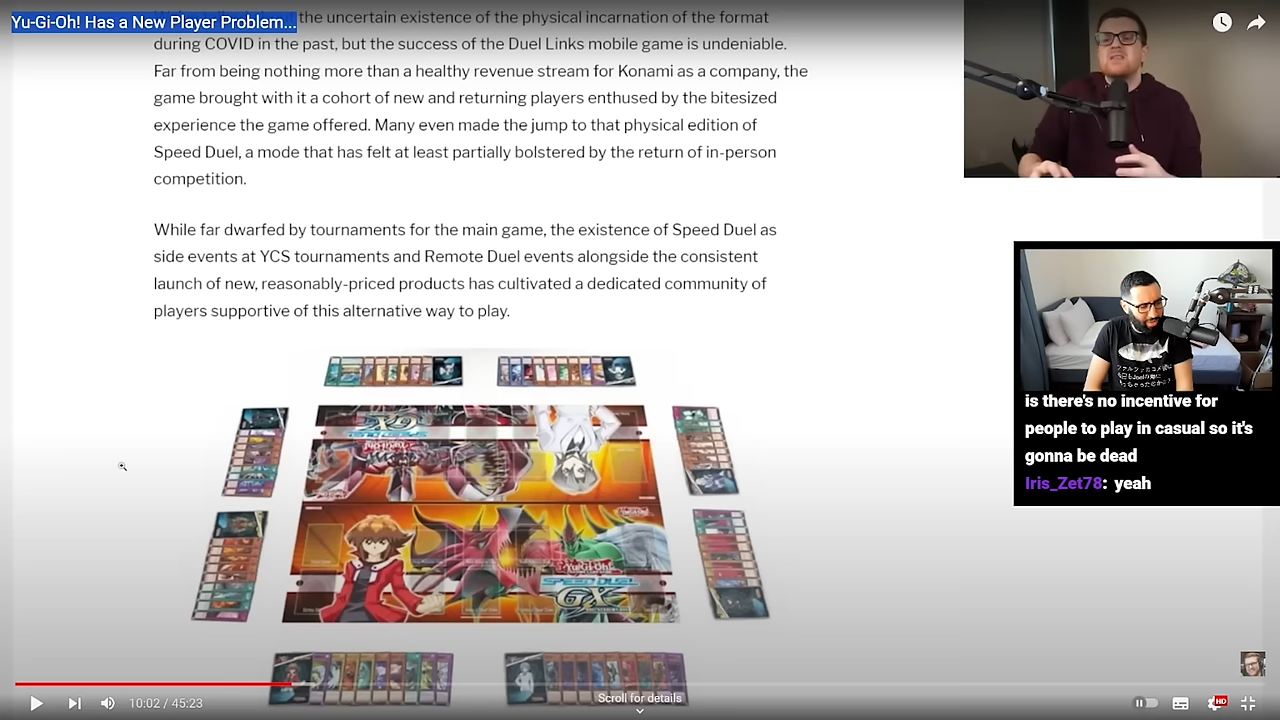 Yu-Gi-Oh! Has a New Player Problem...
the uncertain existence of the physical incarnation of the format
during COVID in the past, but the success of the Duel Links mobile game is undeniable.
Far from being nothing more than a healthy revenue stream for Konami as a company, the
game brought with it a cohort of new and returning players enthused by the bitesized
experience the game offered. Many even made the jump to that physical edition of
Speed Duel, a mode that has felt at least partially bolstered by the return of in-person
competition.
While far dwarfed by tournaments for the main game, the existence of Speed Duel as
side events at YCS tournaments and Remote Duel events alongside the consistent
launch of new, reasonably-priced products has cultivated a dedicated community of
players supportive of this alternative way to play.
is there's no incentive for
people to play in casual so it's
gonna be dead
Iris_Zet78: yeah
Yu-Gi-Oh!
SPEED DUEL
GX
Scroll for details
10:02 / 45:23
HD